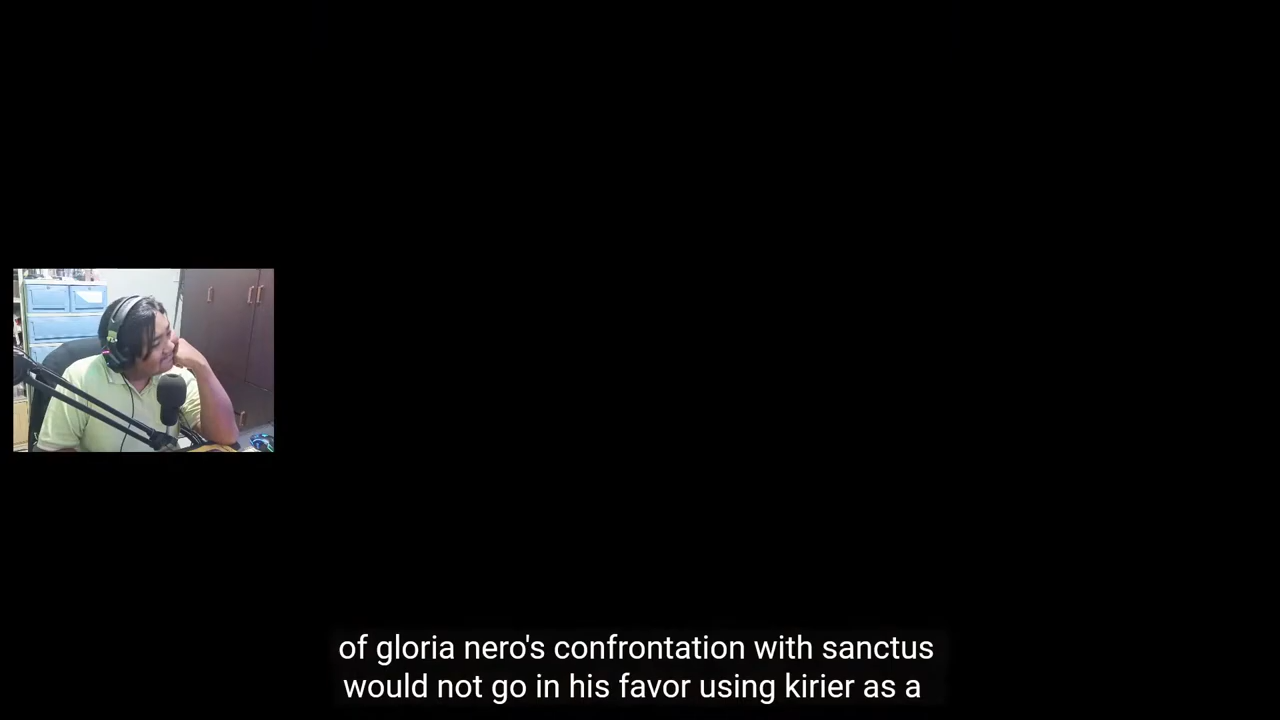 of gloria nero's confrontation with sanctus
would not go in his favor using kirier as a